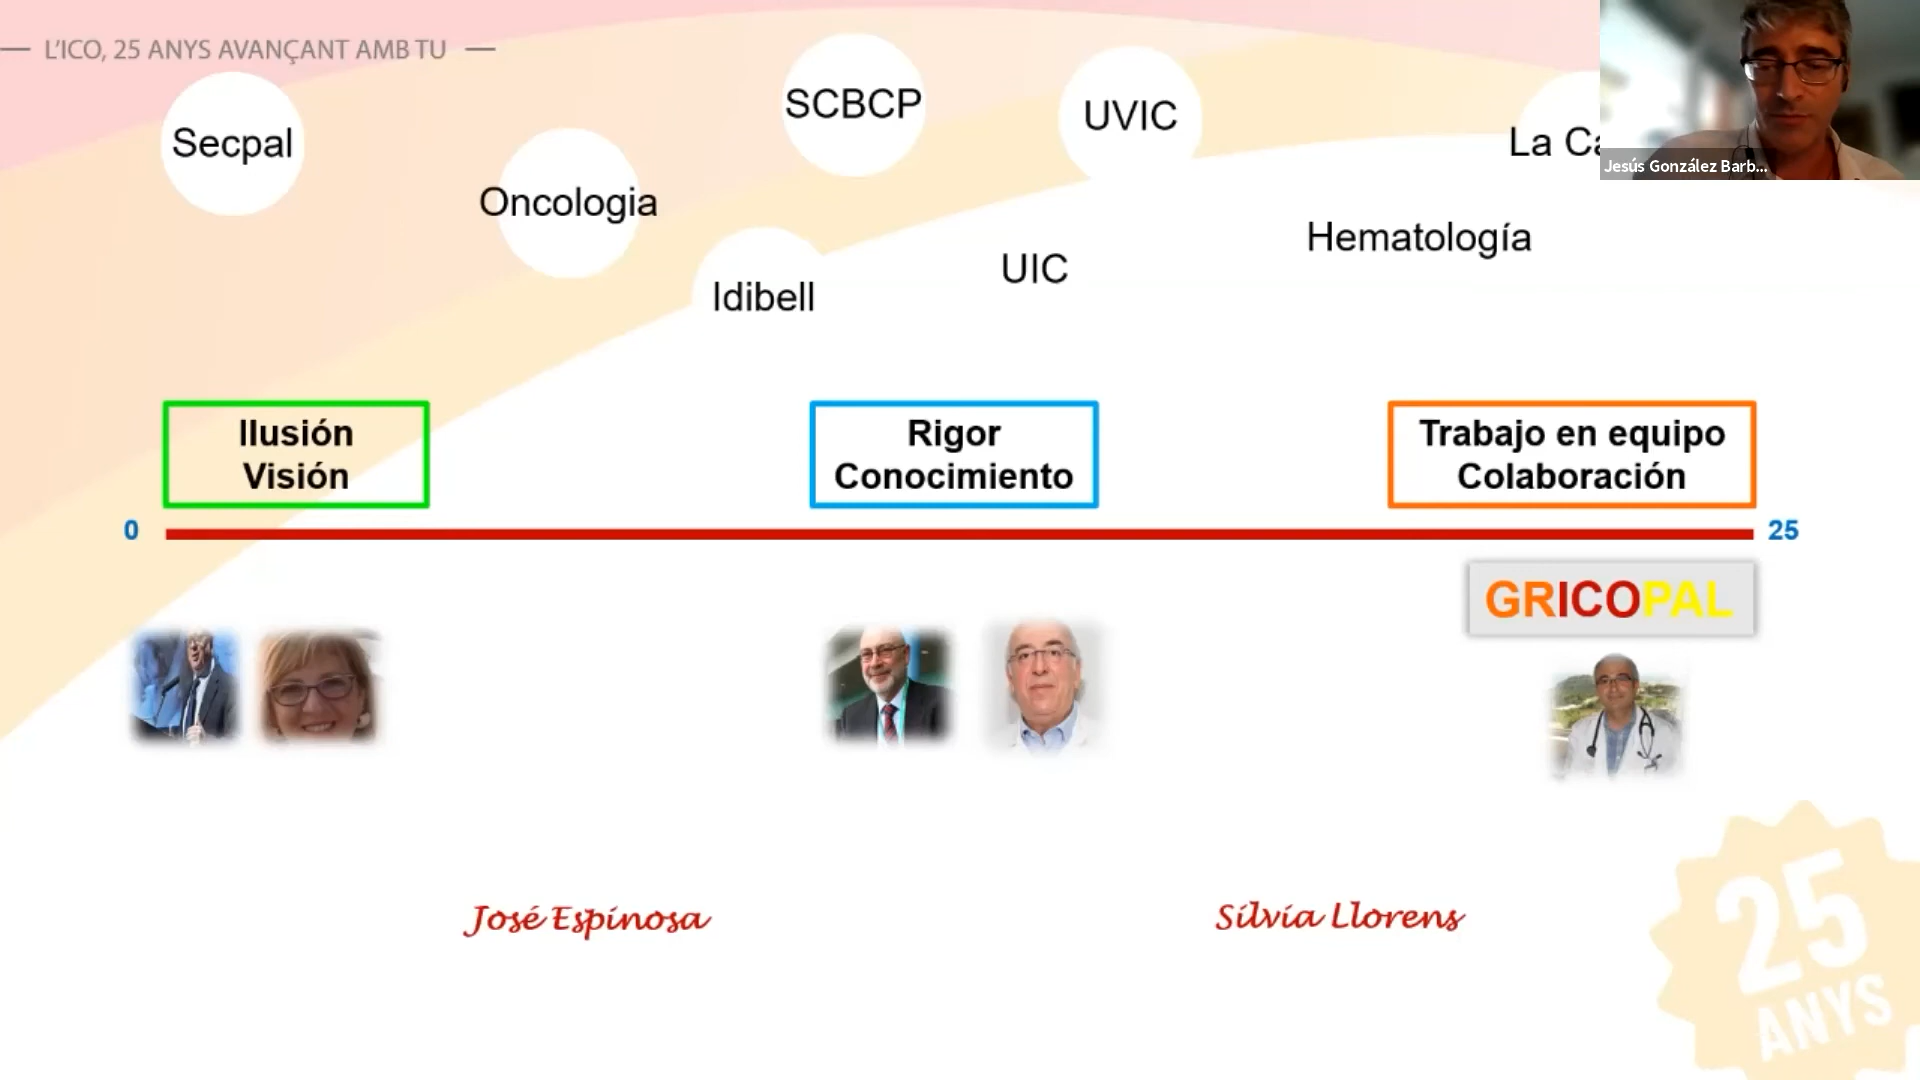 L'ICO, 25 ANYS AVANÇANT AMB TU
Secpal
Oncologia
SCBCP
Idibell
UVIC
UIC
Hematología
La Ca
Jesús González Barb...
Ilusión
Visión
Rigor
Conocimiento
Trabajo en equipo
Colaboración
0
25
GRICOPAL
José Espinosa
Sílvia Llorens
25
ANYS